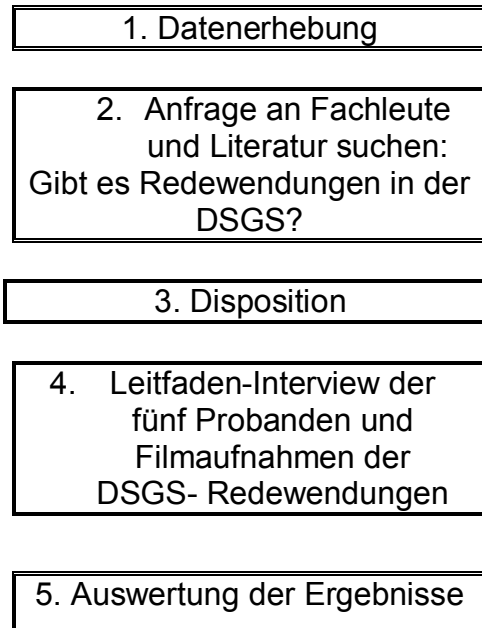 1. Datenerhebung
2. Anfrage an Fachleute
und Literatur suchen:
Gibt es Redewendungen in der
DSGS?
3. Disposition
4. Leitfaden-Interview der
fünf Probanden und
Filmaufnahmen der
DSGS- Redewendungen
5. Auswertung der Ergebnisse